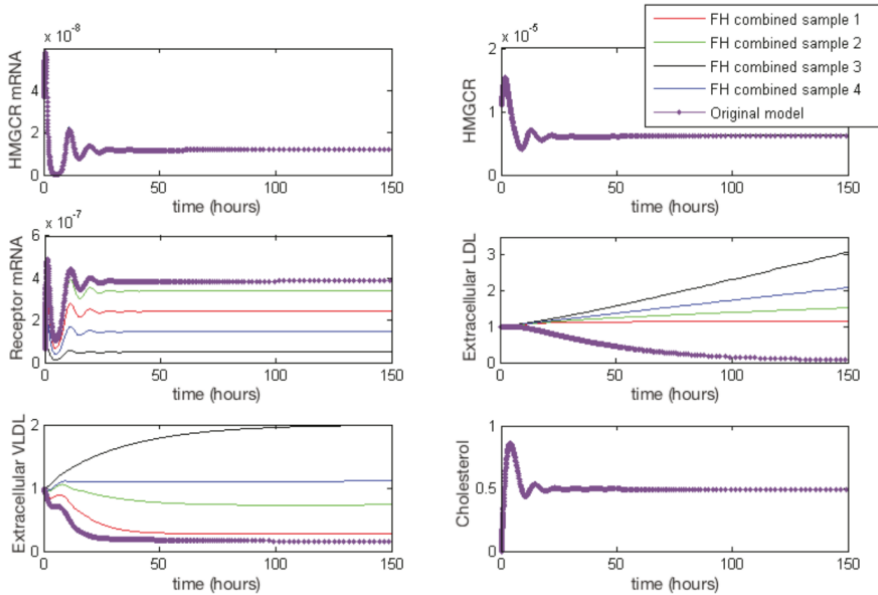 x 10^-8
HMGCR mRNA
4
2
0
0 50 100 150
time (hours)
x 10^-5
HMGCR
2
1
0
0 50 100 150
time (hours)
FH combined sample 1
FH combined sample 2
FH combined sample 3
FH combined sample 4
Original model
x 10^-7
Receptor mRNA
6
4
2
0
0 50 100 150
time (hours)
Extracellular LDL
3
2
1
0
0 50 100 150
time (hours)
Extracellular VLDL
2
1
0
0 50 100 150
time (hours)
Cholesterol
1
0.5
0
0 50 100 150
time (hours)